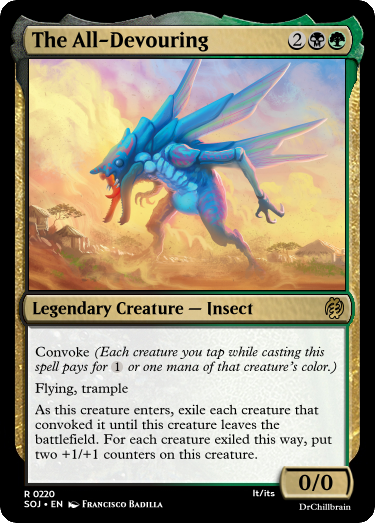 The All-Devouring 2
Legendary Creature — Insect
Convoke (Each creature you tap while casting this
spell pays for 1 or one mana of that creature's color.)
Flying, trample
As this creature enters, exile each creature that
convoked it until this creature leaves the
battlefield. For each creature exiled this way, put
two +1/+1 counters on this creature.
0/0
R 0220 It/its
SOJ • EN Francisco Badilla DrChillbrain